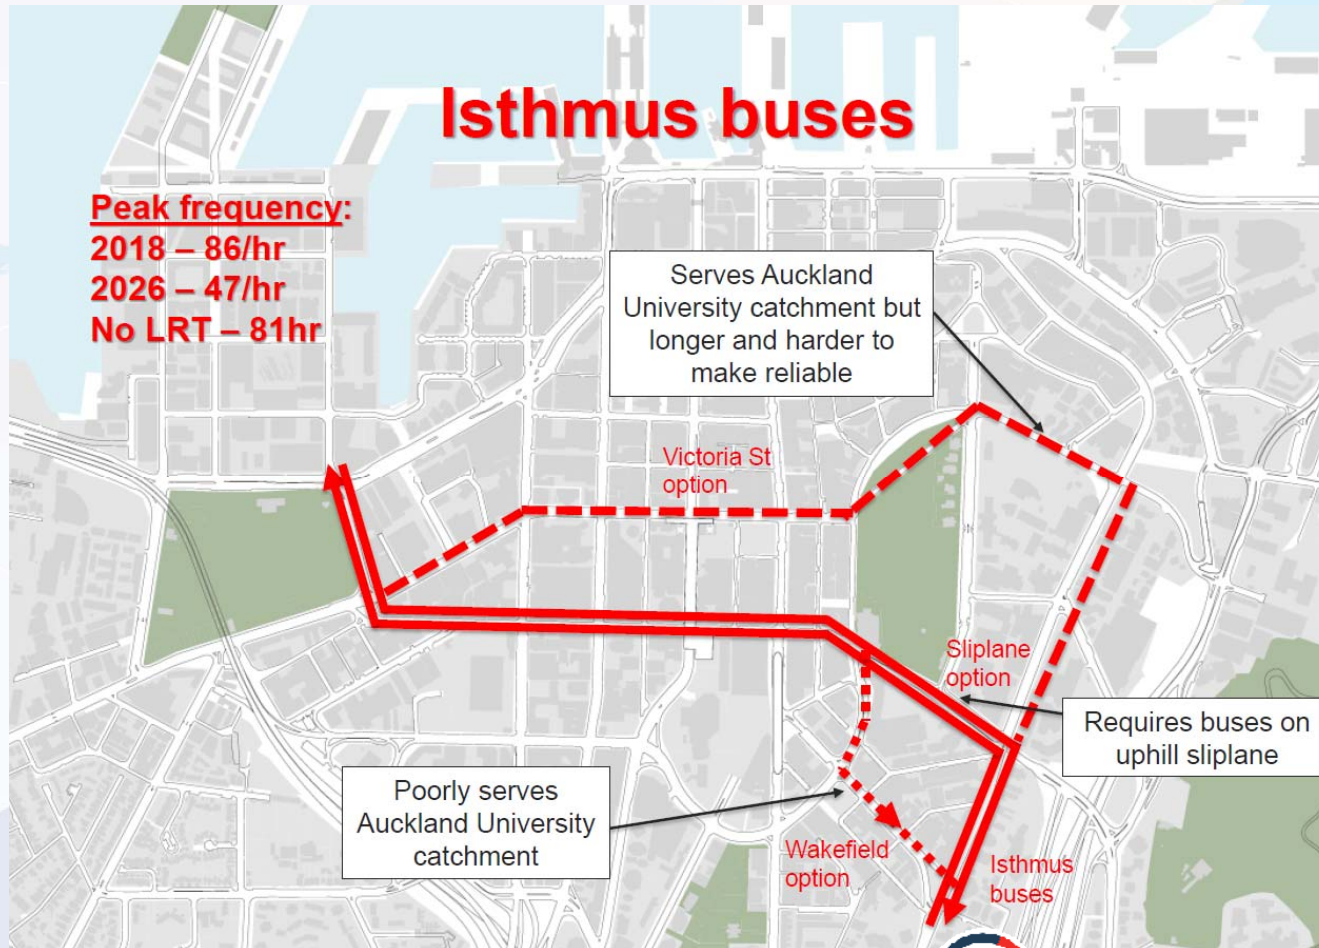 Isthmus buses
Peak frequency:
2018 – 86/hr
2026 – 47/hr
No LRT – 81hr
Serves Auckland
University catchment but
longer and harder to
make reliable
Victoria St
option
Sliplane
option
Requires buses on
uphill sliplane
Poorly serves
Auckland University
catchment
Wakefield
option
Isthmus
buses